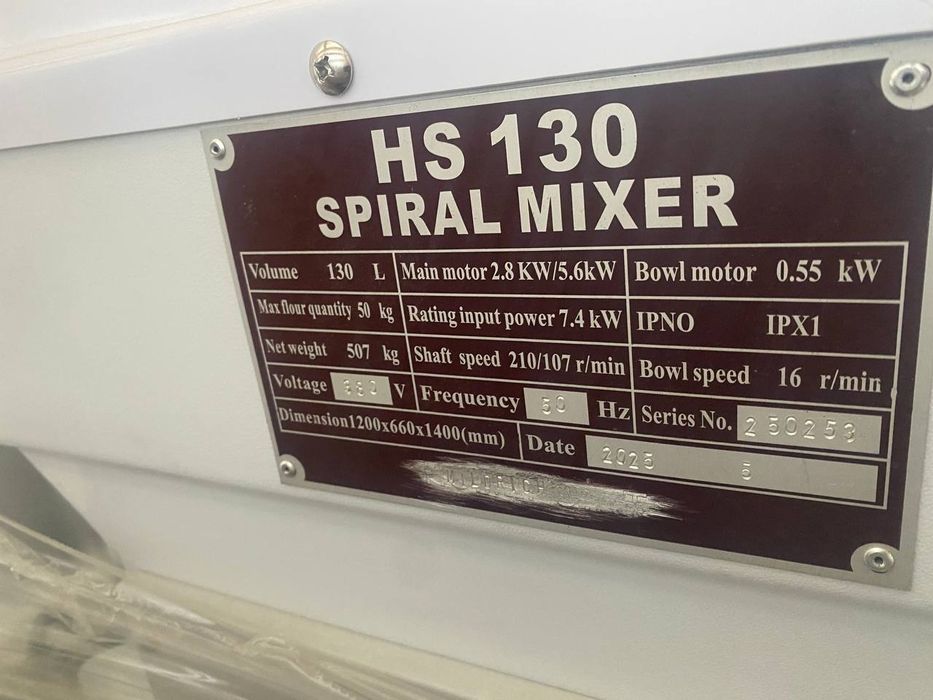 HS 130
SPIRAL MIXER
Volume 130 L Main motor 2.8 KW/5.6kW Bowl motor 0.55 kW
Max flour quantity 50 kg Rating input power 7.4 kW IPNO IPX1
Net weight 507 kg Shaft speed 210/107 r/min Bowl speed 16 r/min
Voltage 380 V Frequency 50 Hz Series No. 250253
Dimension1200x660x1400(mm) Date 2025 5